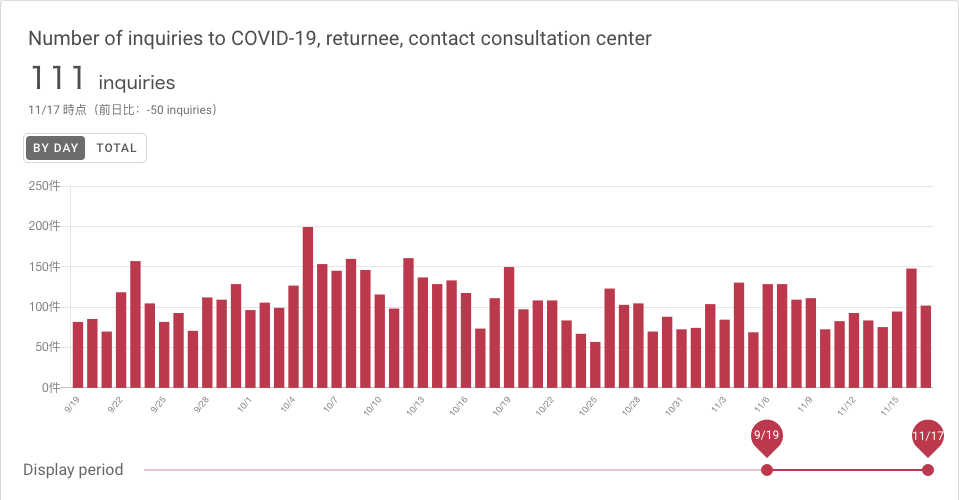 Number of inquiries to COVID-19, returnee, contact consultation center
111 inquiries
11/17 時点（前日比：-50 inquiries）
BY DAY TOTAL
250件
200件
150件
100件
50件
0件
9/19 9/22 9/25 9/28 10/1 10/4 10/7 10/10 10/13 10/16 10/19 10/22 10/25 10/28 10/31 11/3 11/6 11/9 11/12 11/15
9/19 11/17
Display period